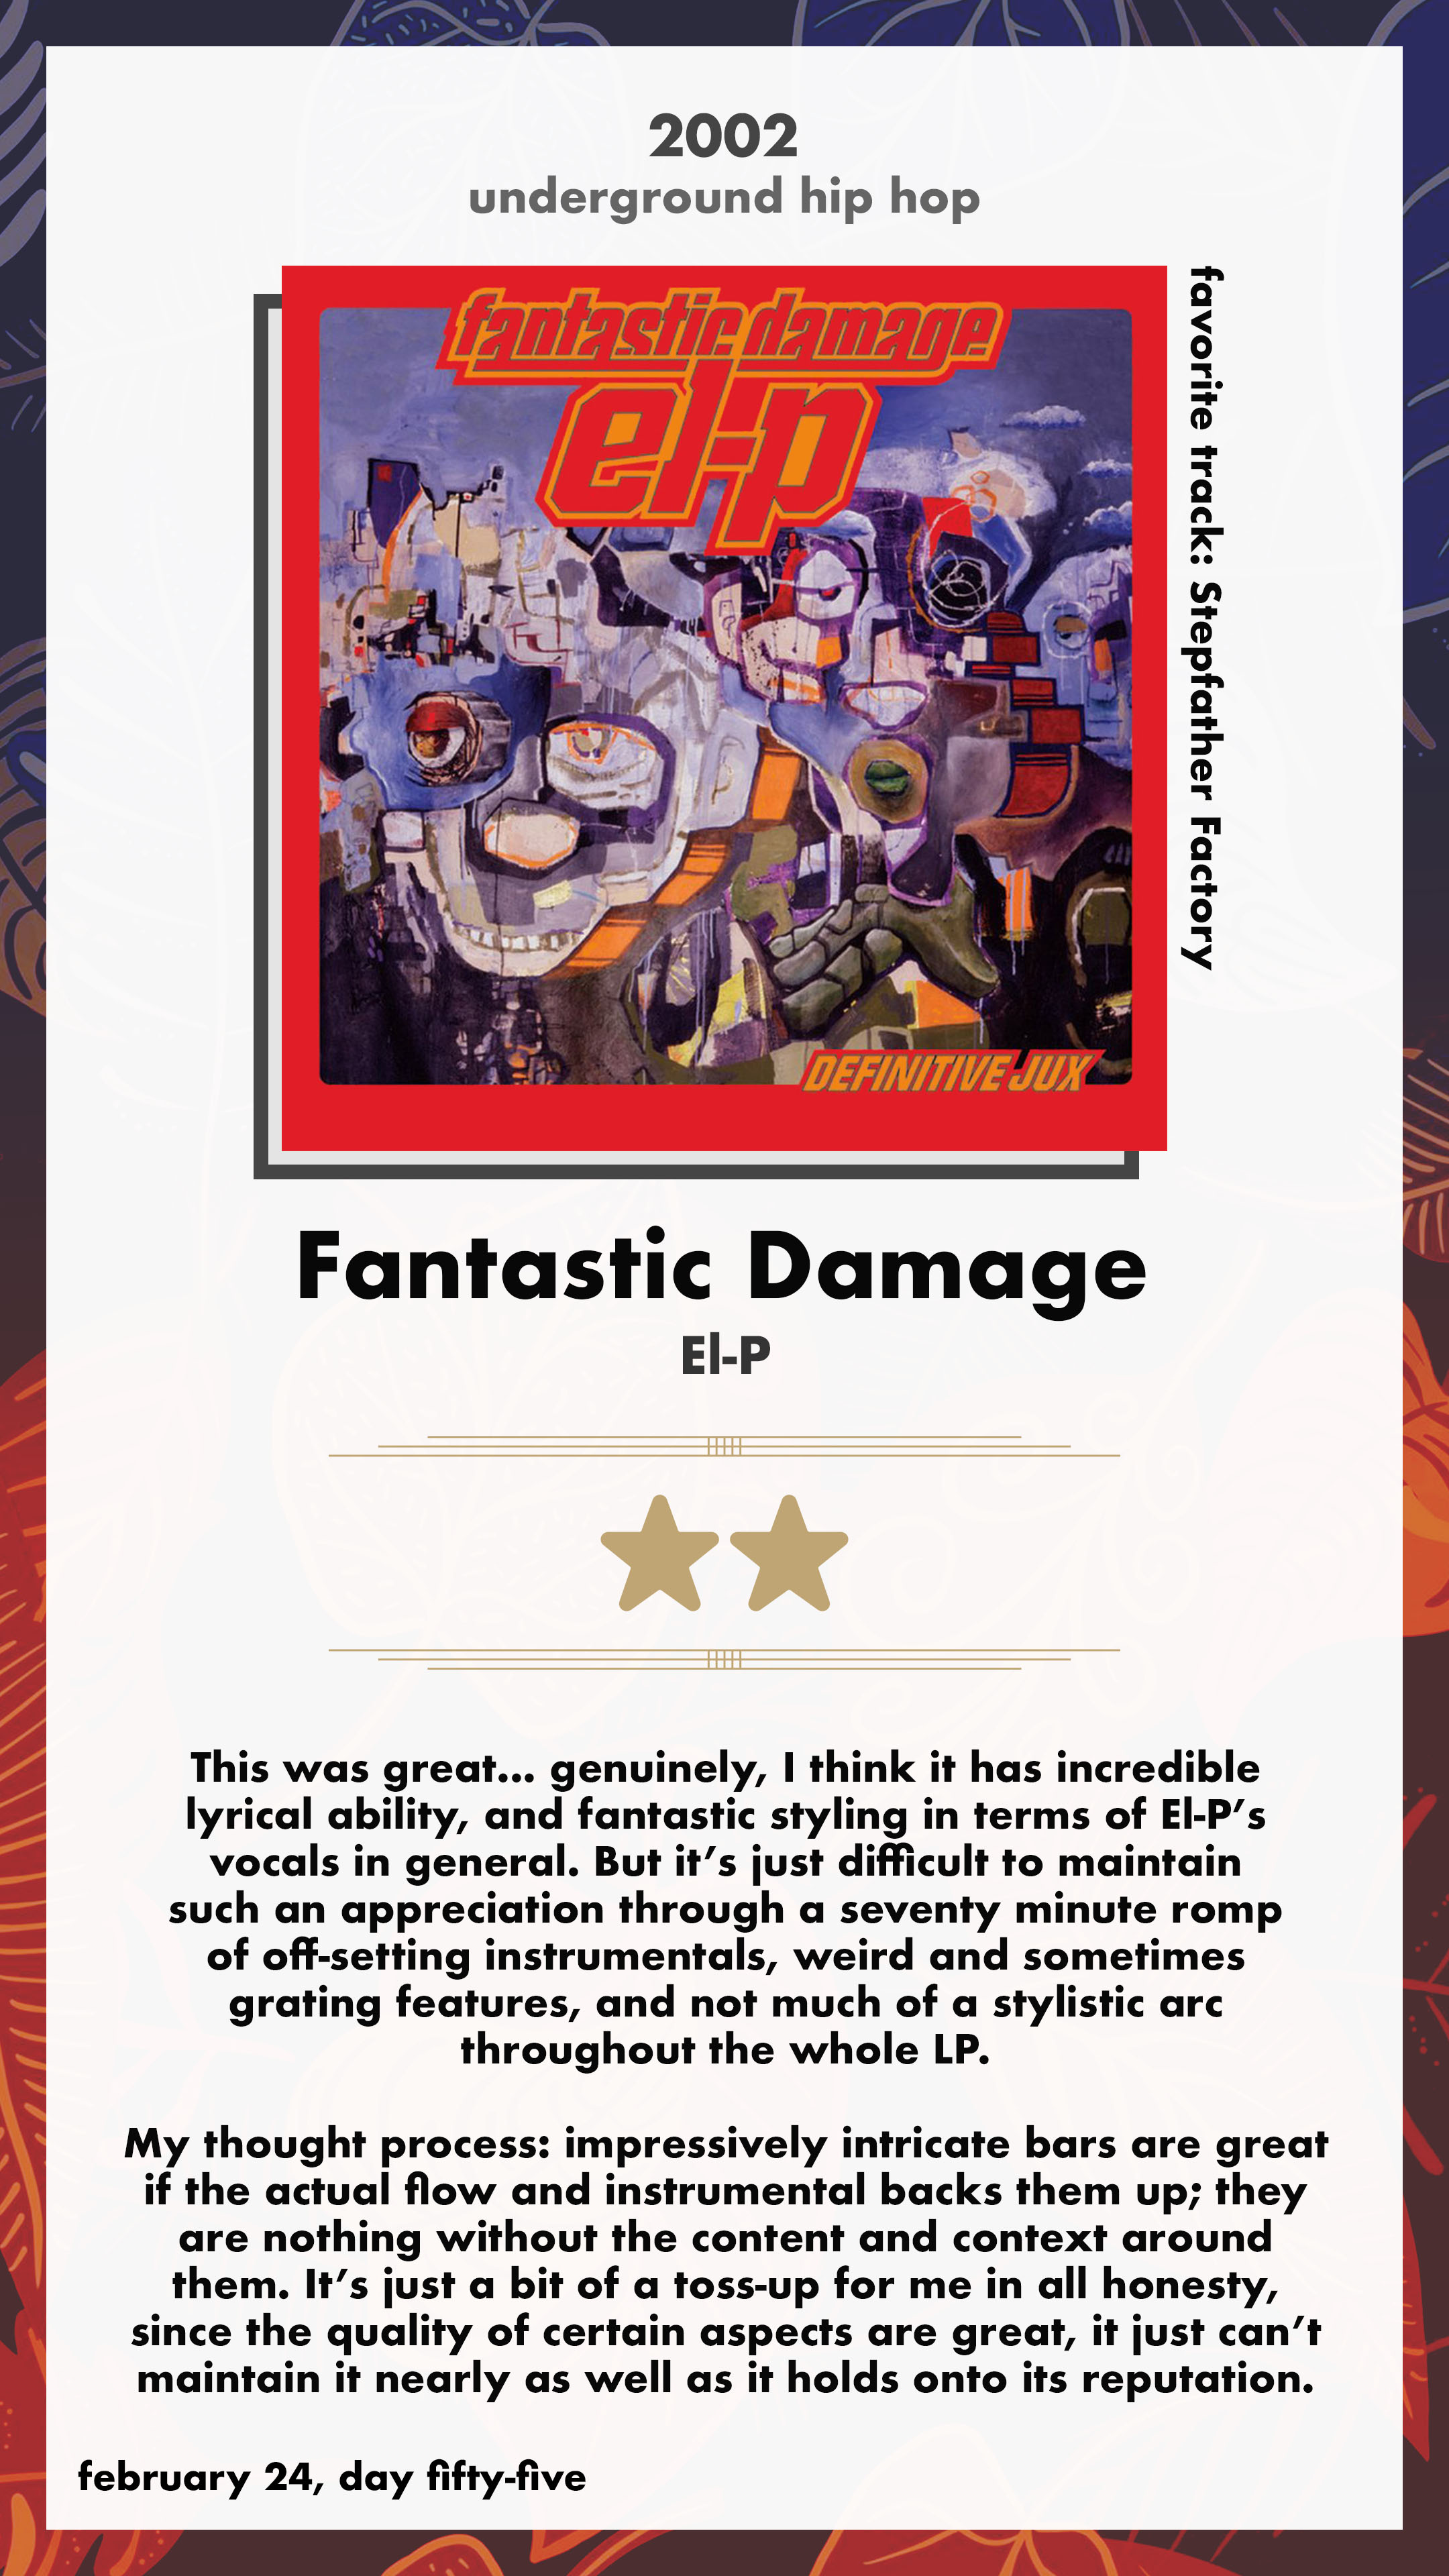 2002
underground hip hop
fantastic damage
el-p
DEFINITIVE JUX
favorite track: Stepfather Factory
Fantastic Damage
El-P
This was great... genuinely, I think it has incredible
lyrical ability, and fantastic styling in terms of El-P’s
vocals in general. But it’s just difficult to maintain
such an appreciation through a seventy minute romp
of off-setting instrumentals, weird and sometimes
grating features, and not much of a stylistic arc
throughout the whole LP.
My thought process: impressively intricate bars are great
if the actual flow and instrumental backs them up; they
are nothing without the content and context around
them. It’s just a bit of a toss-up for me in all honesty,
since the quality of certain aspects are great, it just can’t
maintain it nearly as well as it holds onto its reputation.
february 24, day fifty-five